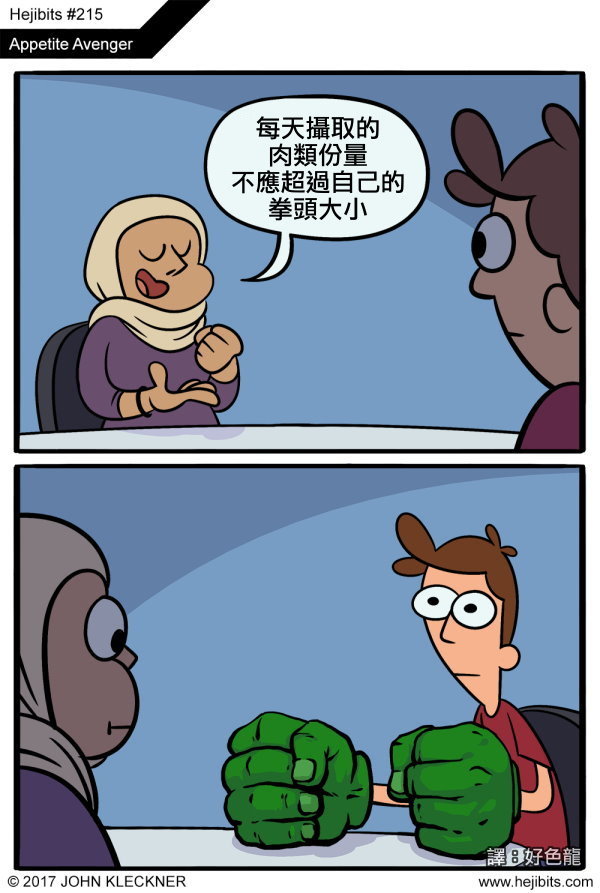 Hejibits #215
Appetite Avenger
每天攝取的
肉類份量
不應超過自己的
拳頭大小
譯:好色龍
© 2017 JOHN KLECKNER
www.hejibits.com